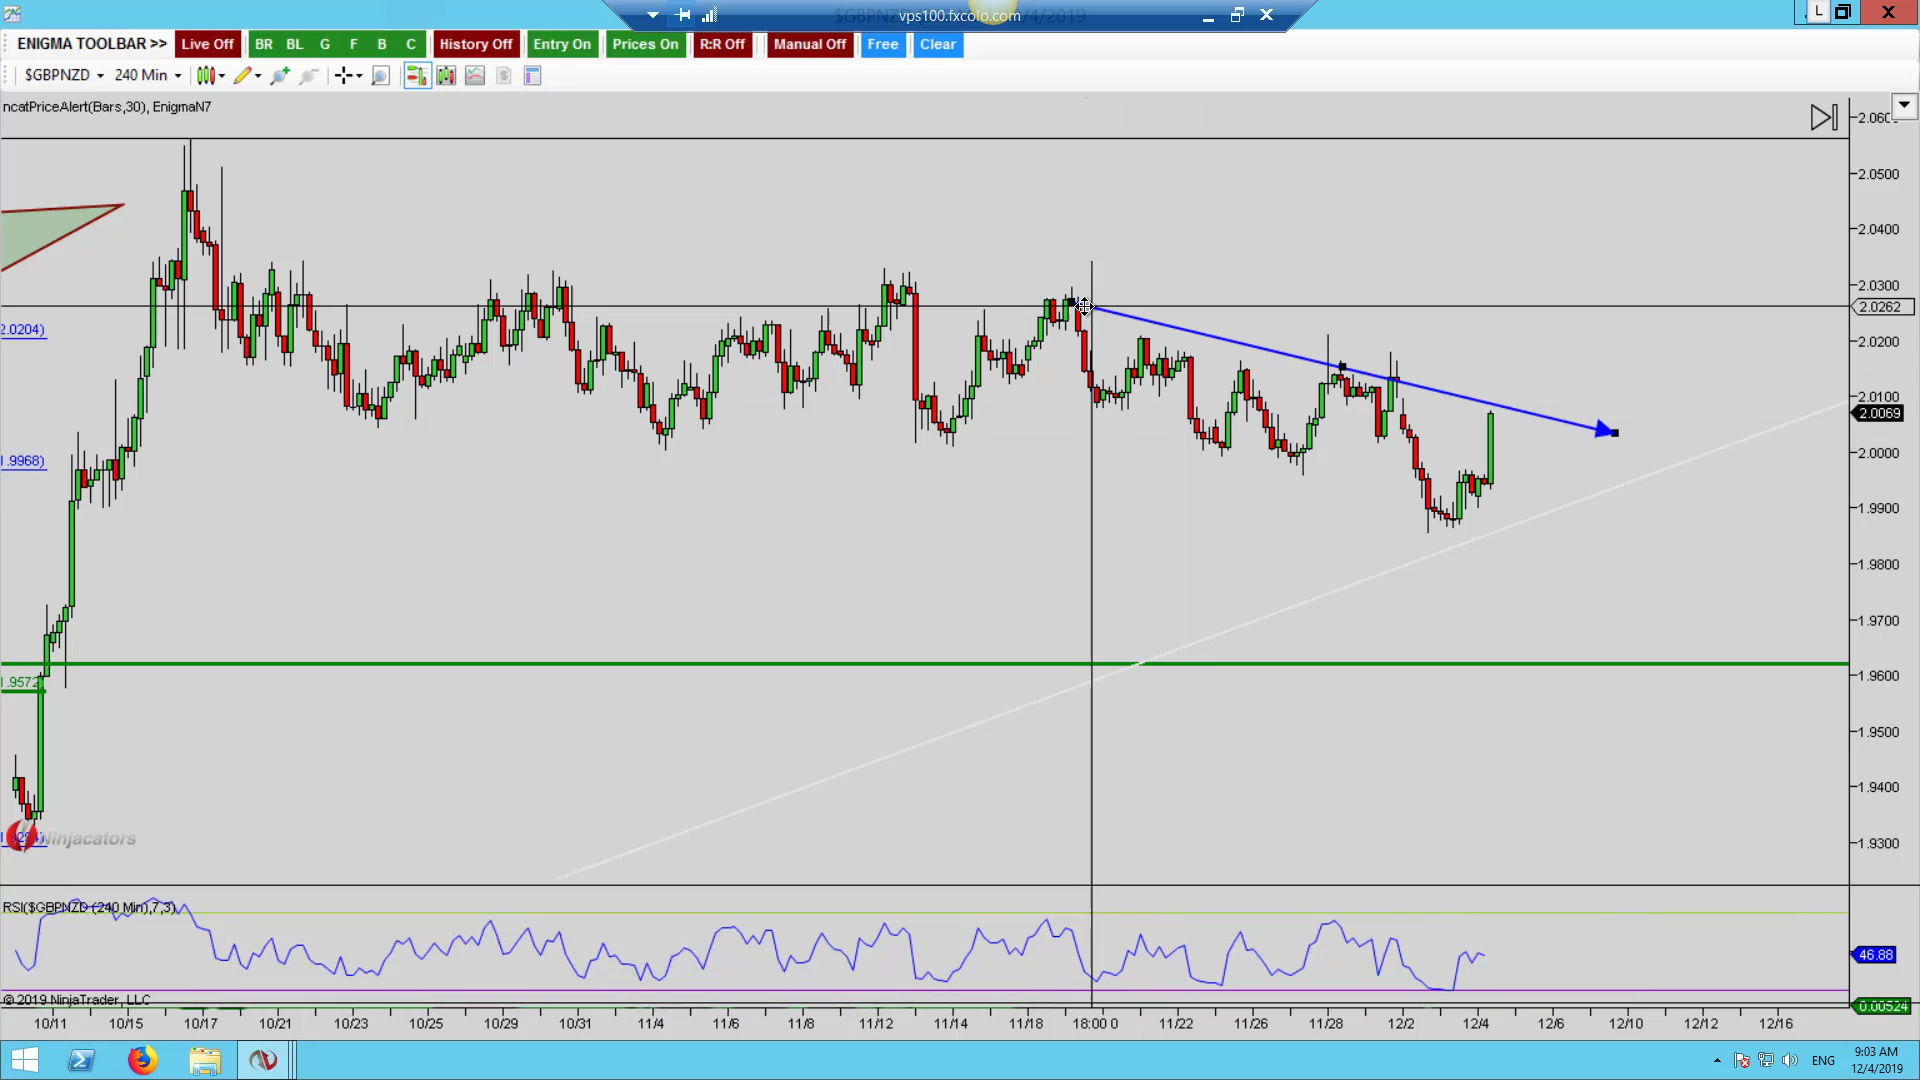 vps100.fxcolo.com
L
ENIGMA TOOLBAR >> Live Off BR BL G F B C History Off Entry On Prices On R:R Off Manual Off Free Clear
$GBPNZD 240 Min
ncatPriceAlert(Bars,30), EnigmaN7
2.0500
2.0400
2.0300
2.0262
2.0204)
2.0200
2.0100
2.0069
2.0000
1.9968)
1.9900
1.9800
1.9700
1.9572
1.9600
1.9500
1.9400
Ninjacators
1.9300
RSI($GBPNZD (240 Min),7,3)
46.88
© 2019 NinjaTrader, LLC
0.00524
10/11 10/15 10/17 10/21 10/23 10/25 10/29 10/31 11/4 11/6 11/8 11/12 11/14 11/18 18:00 0 11/22 11/26 11/28 12/2 12/4 12/6 12/10 12/12 12/16
ENG
9:03 AM
12/4/2019